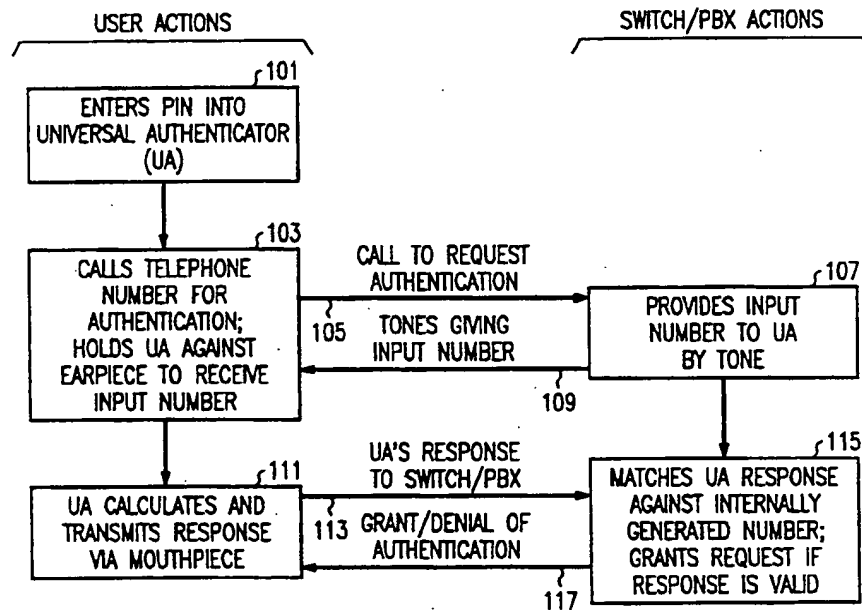 USER ACTIONS
SWITCH/PBX ACTIONS
101
ENTERS PIN INTO
UNIVERSAL AUTHENTICATOR
(UA)
103
CALLS TELEPHONE
NUMBER FOR
AUTHENTICATION;
HOLDS UA AGAINST
EARPIECE TO RECEIVE
INPUT NUMBER
CALL TO REQUEST
AUTHENTICATION
105
TONES GIVING
INPUT NUMBER
109
107
PROVIDES INPUT
NUMBER TO UA
BY TONE
111
UA CALCULATES AND
TRANSMITS RESPONSE
VIA MOUTHPIECE
UA'S RESPONSE
TO SWITCH/PBX
113
GRANT/DENIAL OF
AUTHENTICATION
117
115
MATCHES UA RESPONSE
AGAINST INTERNALLY
GENERATED NUMBER;
GRANTS REQUEST IF
RESPONSE IS VALID